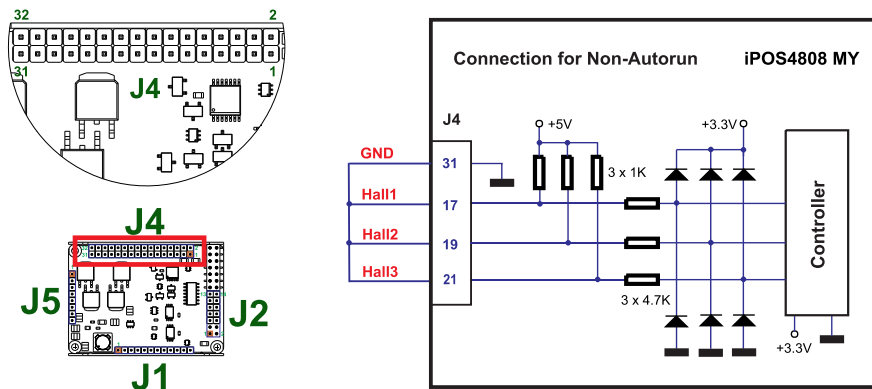 32 2
31 1
J4
J4
J5
J2
1
J1
Connection for Non-Autorun iPOS4808 MY
J4
+5V
+3.3V
GND
31
3 x 1K
Hall1
17
Hall2
19
Hall3
21
3 x 4.7K
Controller
+3.3V